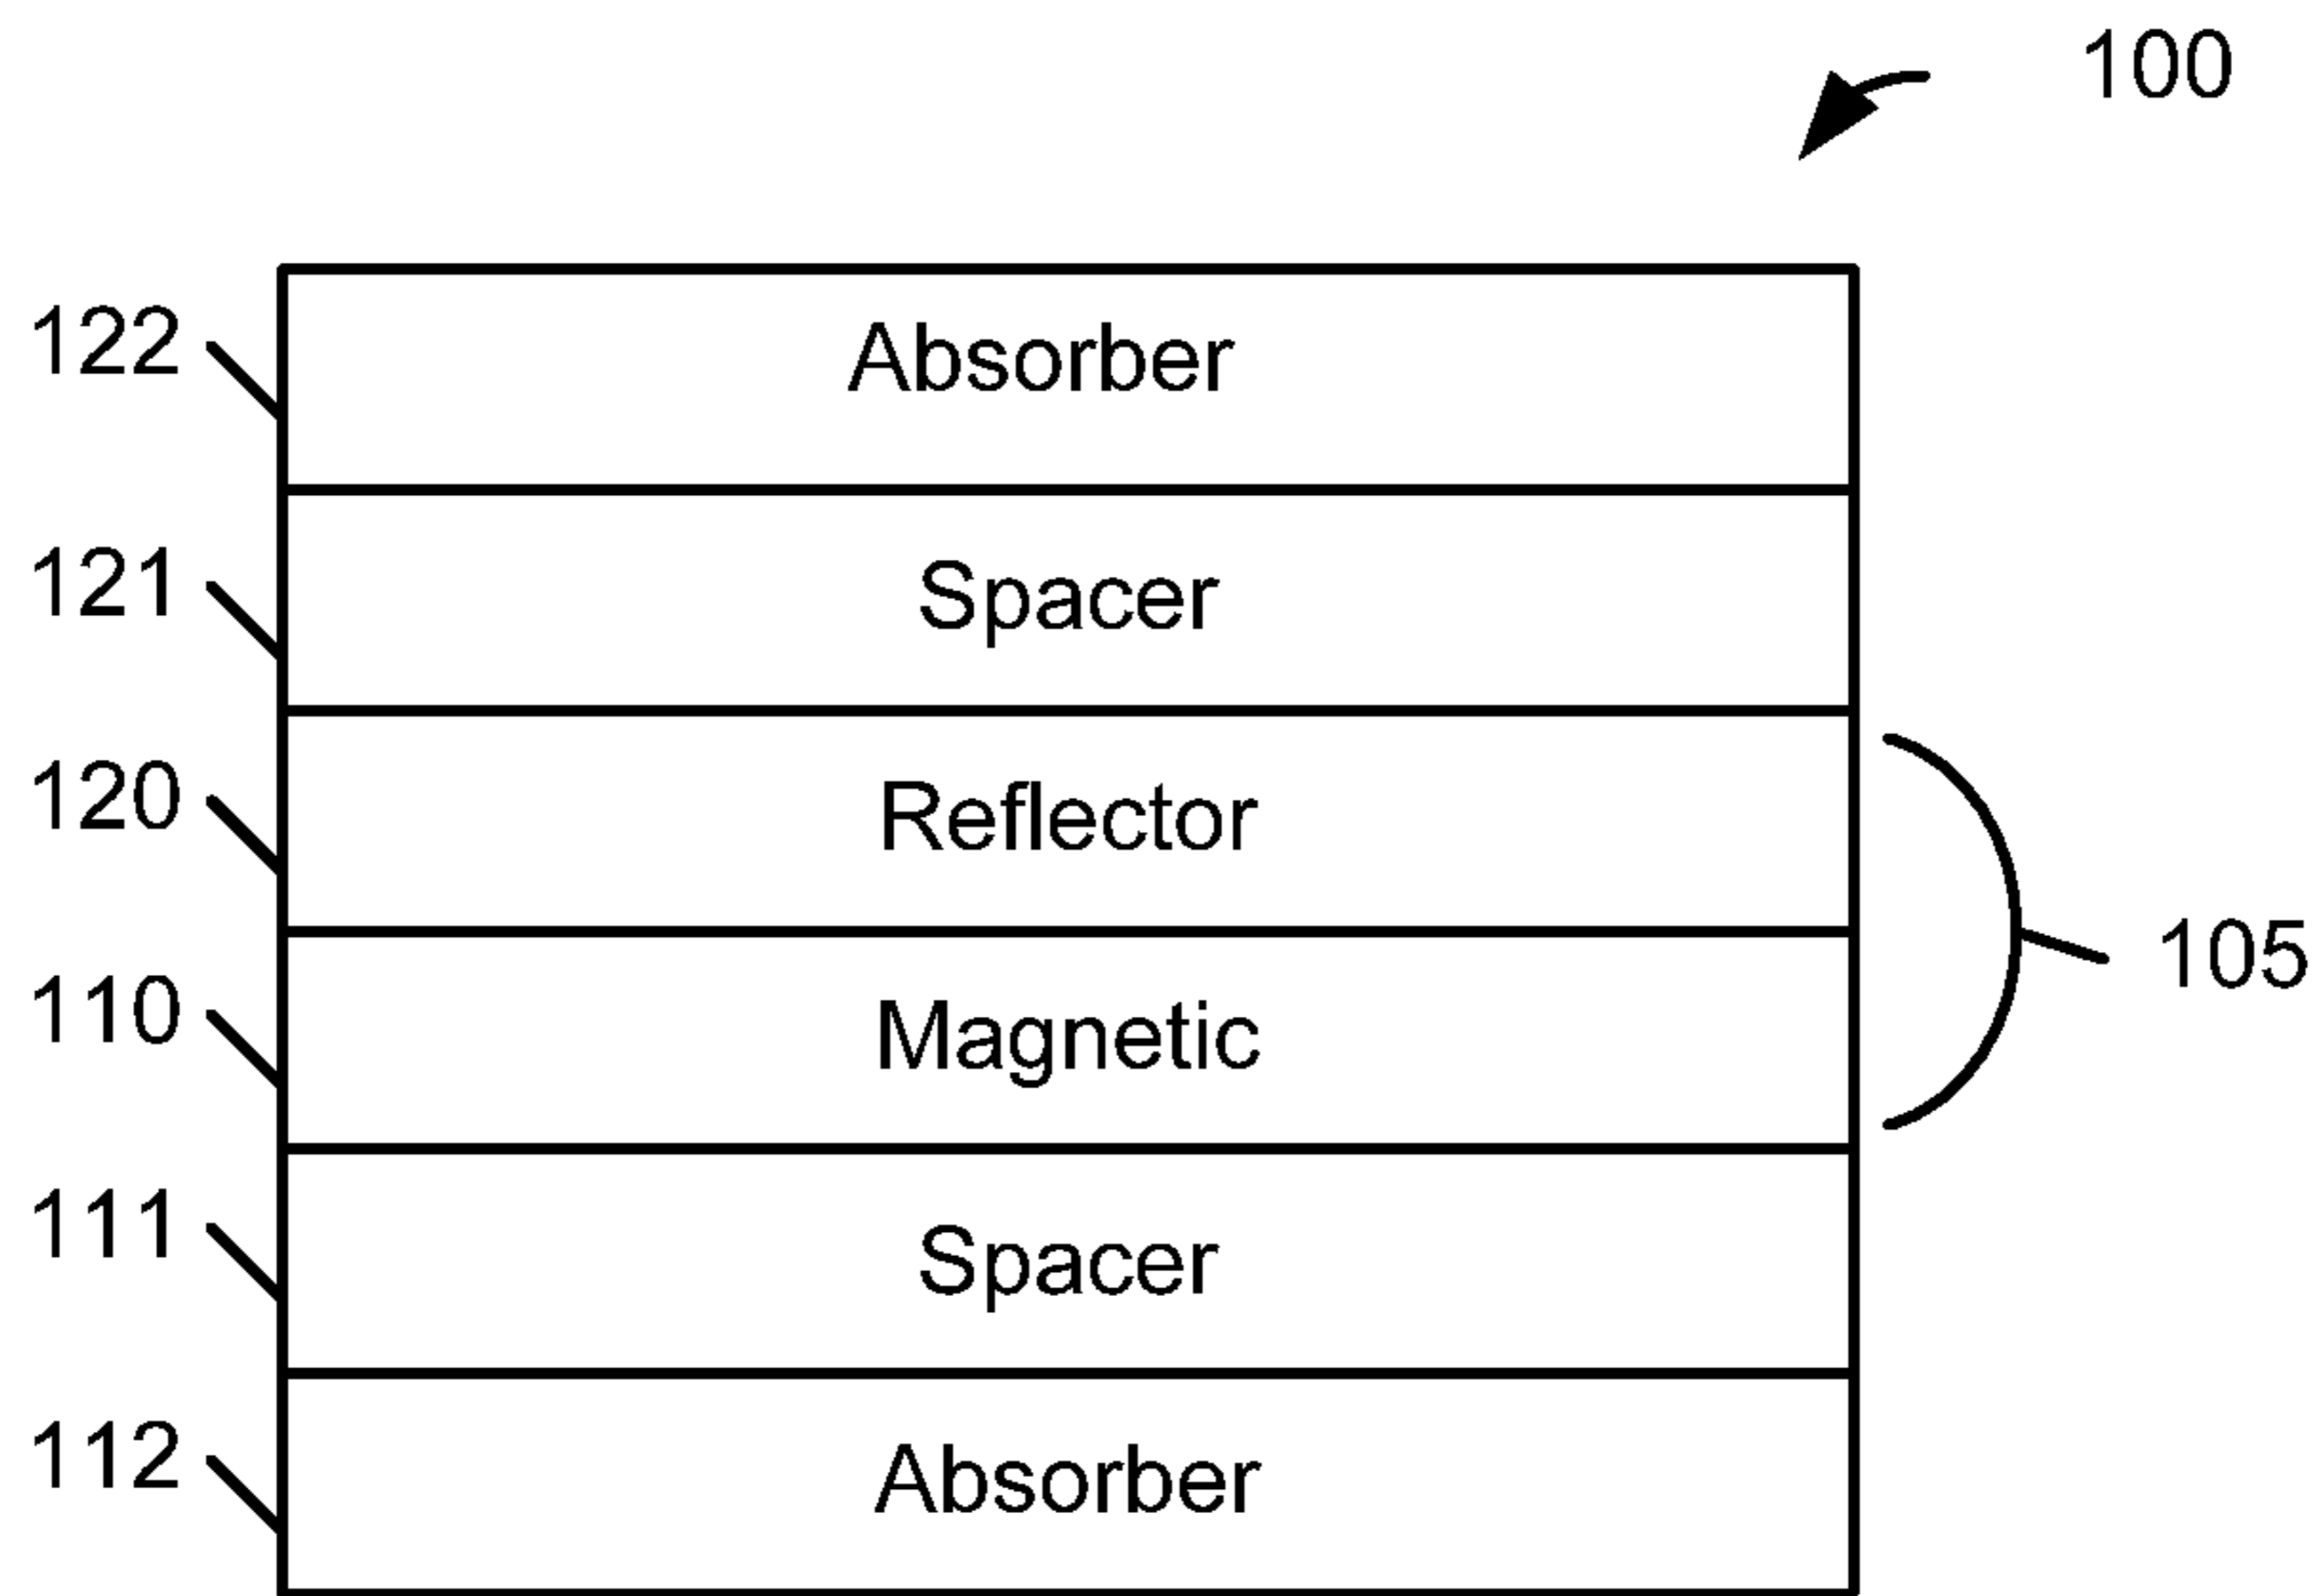 100
122 Absorber
121 Spacer
120 Reflector
110 Magnetic
105
111 Spacer
112 Absorber